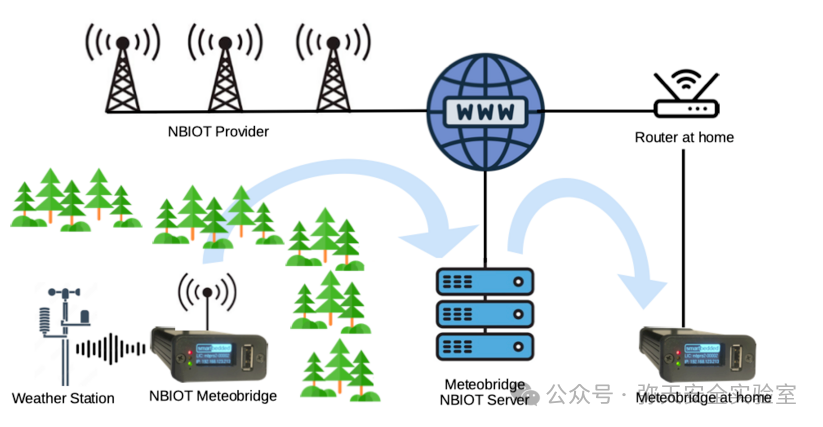 WWW
NBIOT Provider
Router at home
Weather Station
NBIOT Meteobridge
Meteobridge
NBIOT Server
Meteobridge at home
公众号 · 弥天安全实验室